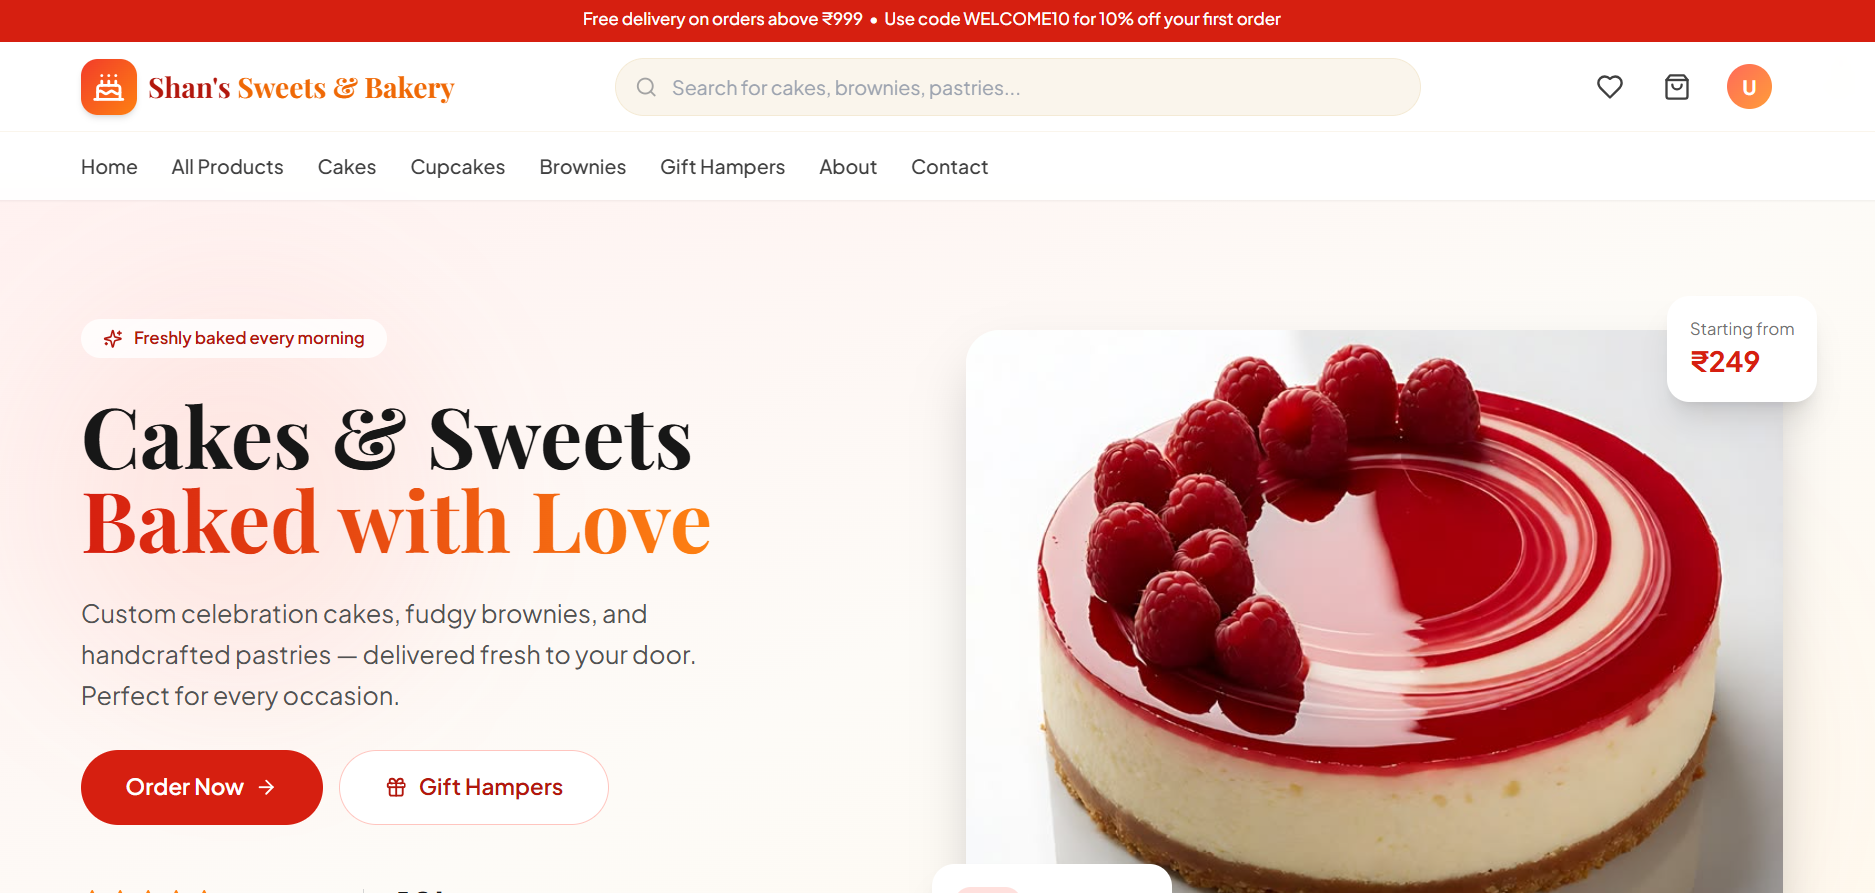 Free delivery on orders above ₹999 • Use code WELCOME10 for 10% off your first order
Shan's Sweets & Bakery
Search for cakes, brownies, pastries...
U
Home All Products Cakes Cupcakes Brownies Gift Hampers About Contact
Freshly baked every morning
Starting from
₹249
Cakes & Sweets
Baked with Love
Custom celebration cakes, fudgy brownies, and
handcrafted pastries — delivered fresh to your door.
Perfect for every occasion.
Order Now
Gift Hampers